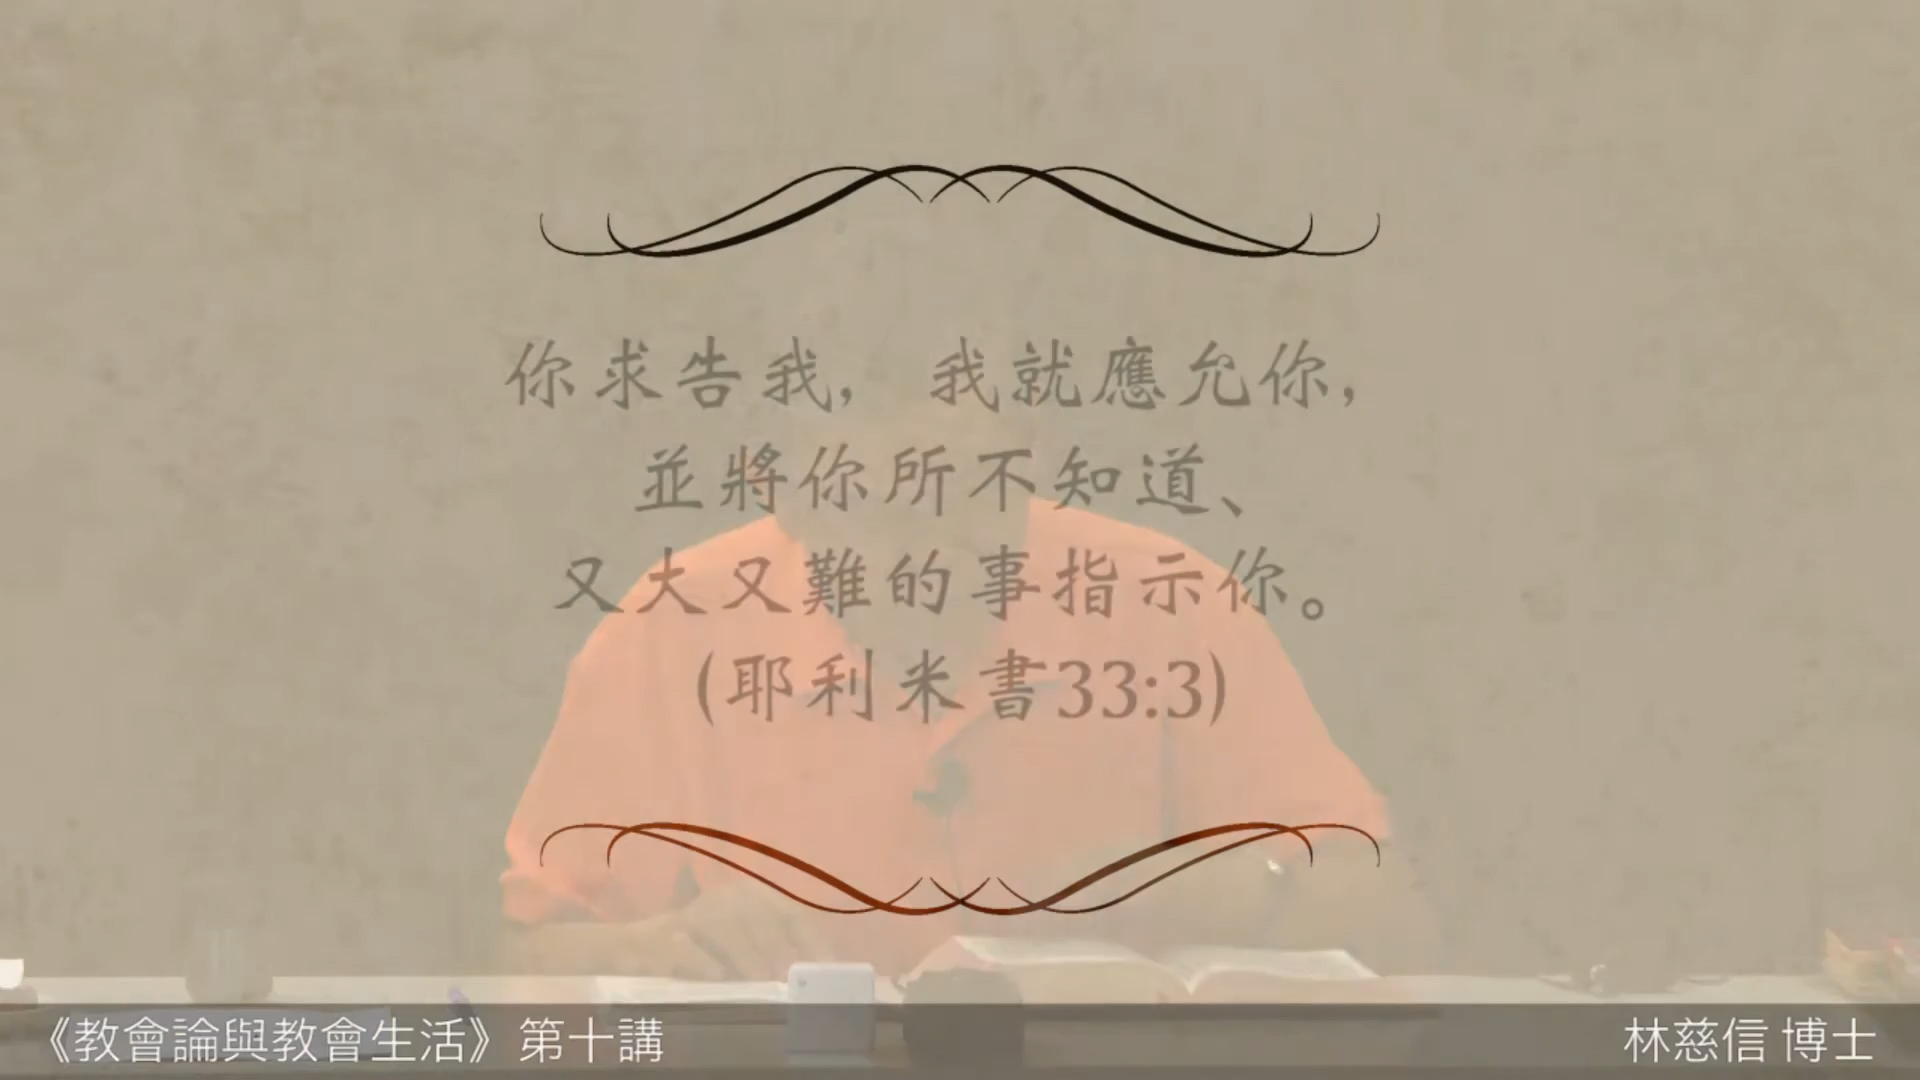 你求告我，我就應允你，
並將你所不知道、
又大又難的事指示你。
(耶利米書33:3)
《教會論與教會生活》第十講
林慈信 博士